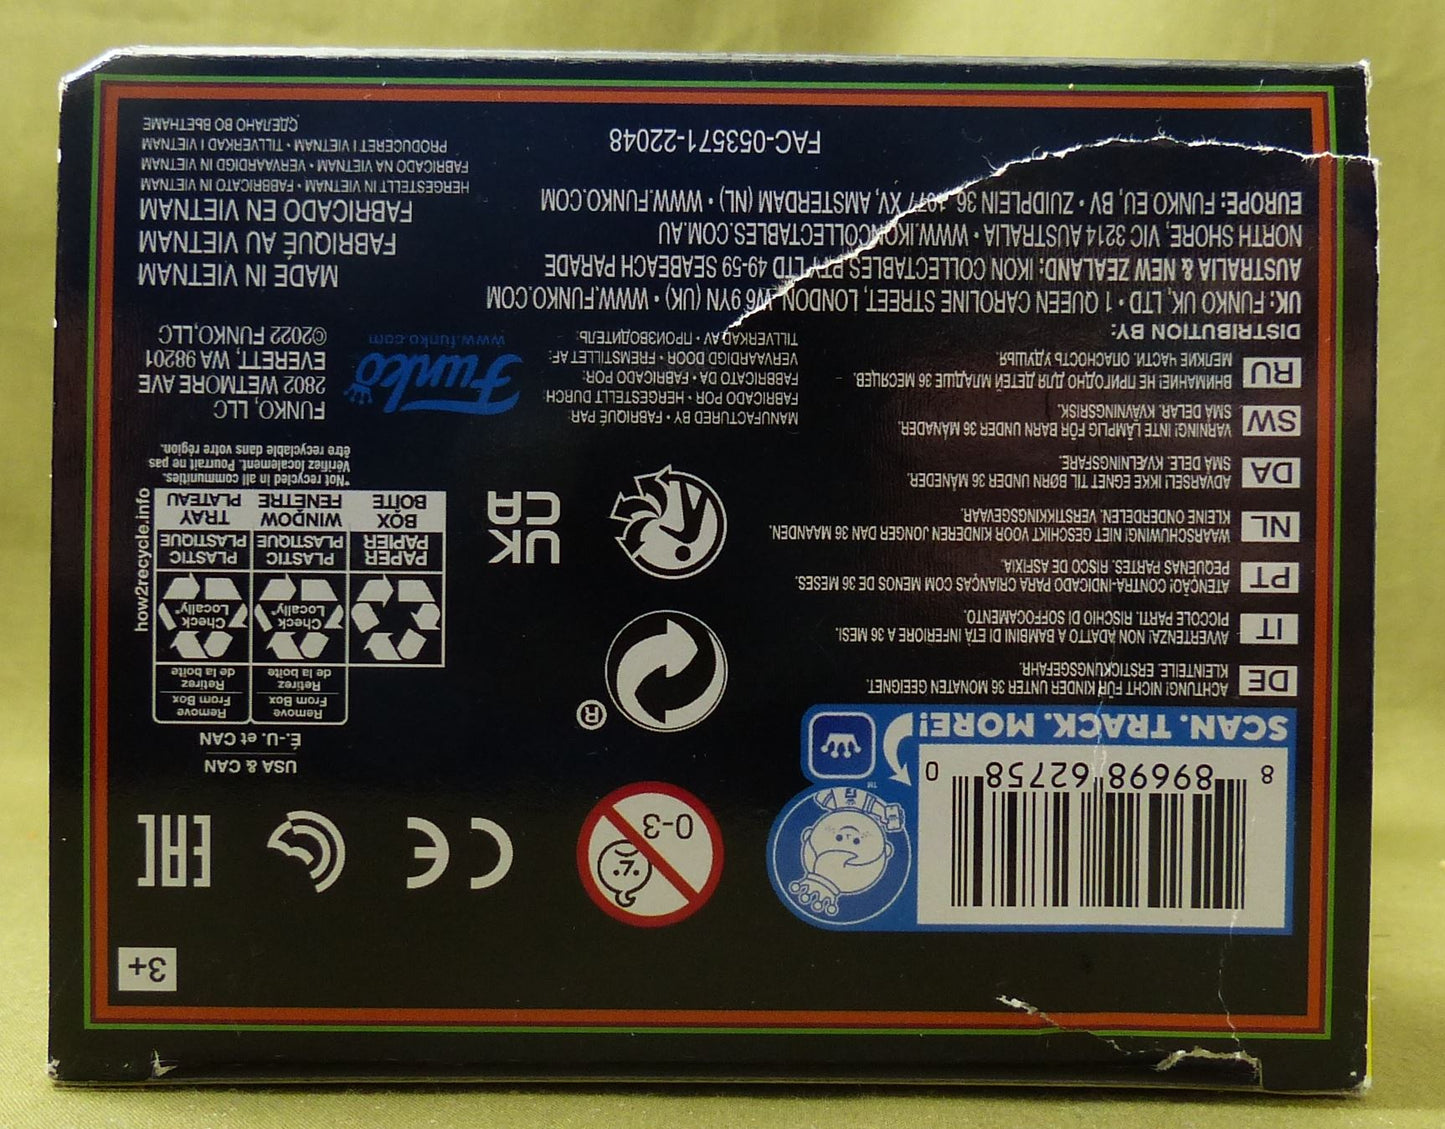 3+
8 89698 62758 0
SCAN. TRACK. MORE!
™
0-3
CE
EAC
USA & CAN
É.-U. et CAN
Remove
From Box
Retirez
de la boîte
Remove
From Box
Retirez
de la boîte
Check
Locally*
Check
Locally*
PAPER
PAPIER
PLASTIC
PLASTIQUE
PLASTIC
PLASTIQUE
BOX
BOÎTE
WINDOW
FENÊTRE
TRAY
PLATEAU
how2recycle.info
*Not recycled in all communities.
Vérifiez localement. Pourrait ne pas
être recyclable dans votre région.
®
UK
CA
DE ACHTUNG! NICHT FÜR KINDER UNTER 36 MONATEN GEEIGNET.
KLEINTEILE. ERSTICKUNGSGEFAHR.
IT AVVERTENZA! NON ADATTO A BAMBINI DI ETÀ INFERIORE A 36 MESI.
PICCOLE PARTI. RISCHIO DI SOFFOCAMENTO.
PT ATENÇÃO! CONTRA-INDICADO PARA CRIANÇAS COM MENOS DE 36 MESES.
PEQUENAS PARTES. RISCO DE ASFIXIA.
NL WAARSCHUWING! NIET GESCHIKT VOOR KINDEREN JONGER DAN 36 MAANDEN.
KLEINE ONDERDELEN. VERSTIKKINGSGEVAAR.
DA ADVARSEL! IKKE EGNET TIL BØRN UNDER 36 MÅNEDER.
SMÅ DELE. KVÆLNINGSFARE.
SW VARNING! INTE LÄMPLIG FÖR BARN UNDER 36 MÅNADER.
SMÅ DELAR. KVÄVNINGSRISK.
RU ВНИМАНИЕ! НЕ ПРИГОДНО ДЛЯ ДЕТЕЙ МЛАДШЕ 36 МЕСЯЦЕВ.
МЕЛКИЕ ЧАСТИ. ОПАСНОСТЬ УДУШЬЯ
MANUFACTURED BY • FABRIQUÉ PAR:
FABRICADO POR • HERGESTELLT DURCH:
FABBRICATO DA • FABRICADO POR:
VERVAARDIGD DOOR • FREMSTILLET AF:
TILLVERKAD AV • ПРОИЗВОДИТЕЛЬ:
Funko
www.funko.com
FUNKO, LLC
2802 WETMORE AVE
EVERETT, WA 98201
©2022 FUNKO,LLC
DISTRIBUTION BY:
UK: FUNKO UK, LTD • 1 QUEEN CAROLINE STREET, LONDON, W6 9YN (UK) • WWW.FUNKO.COM
AUSTRALIA & NEW ZEALAND: IKON COLLECTABLES PTY LTD 49-59 SEABEACH PARADE
NORTH SHORE, VIC 3214 AUSTRALIA • WWW.IKONCOLLECTABLES.COM.AU
EUROPE: FUNKO EU, BV • ZUIDPLEIN 36, 1077 XV, AMSTERDAM (NL) • WWW.FUNKO.COM
FAC-053571-22048
MADE IN VIETNAM
FABRIQUÉ AU VIETNAM
FABRICADO EN VIETNAM
HERGESTELLT IN VIETNAM • FABBRICATO IN VIETNAM
FABRICADO NA VIETNAM • VERVAARDIGD IN VIETNAM
PRODUCERET I VIETNAM • TILLVERKAD I VIETNAM
СДЕЛАНО ВО ВЬЕТНАМЕ